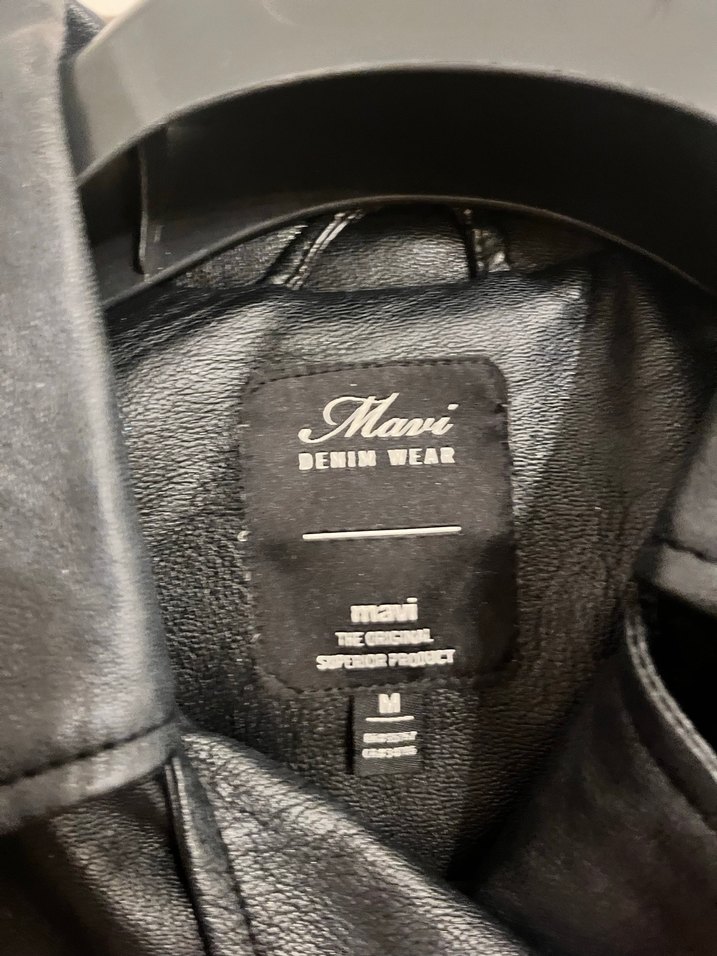 Mavi
DENIM WEAR
mavi
THE ORIGINAL
SUPERIOR PRODUCT
M